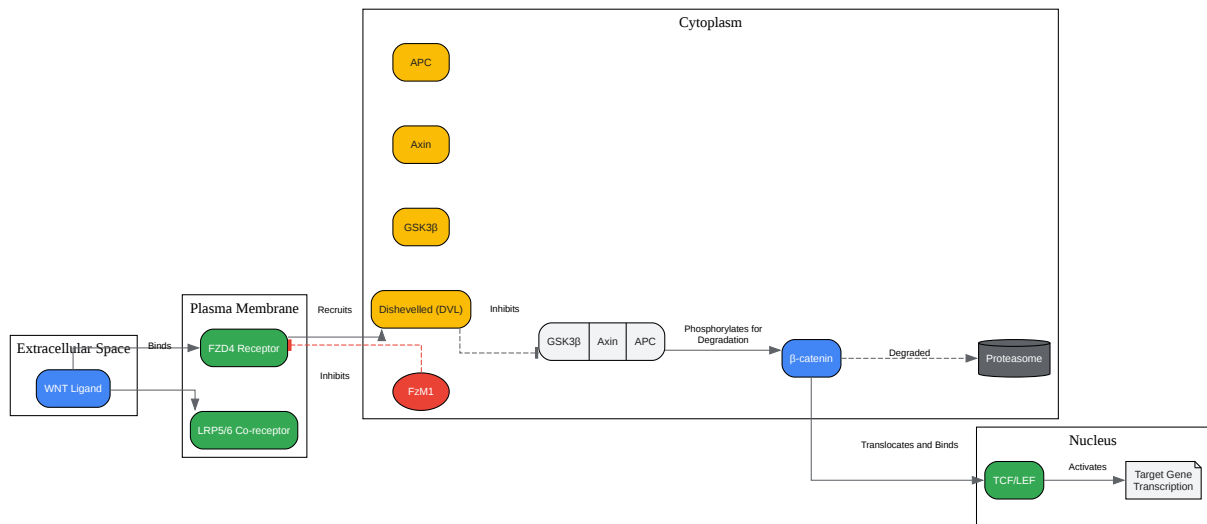 Cytoplasm
APC
Axin
GSK3β
Dishevelled (DVL)
Inhibits
Recruits
Plasma Membrane
FZD4 Receptor
Binds
Extracellular Space
WNT Ligand
LRP5/6 Co-receptor
Inhibits
FzM1
GSK3β
Axin
APC
Phosphorylates for
Degradation
β-catenin
Degraded
Proteasome
Translocates and Binds
Nucleus
TCF/LEF
Activates
Target Gene
Transcription